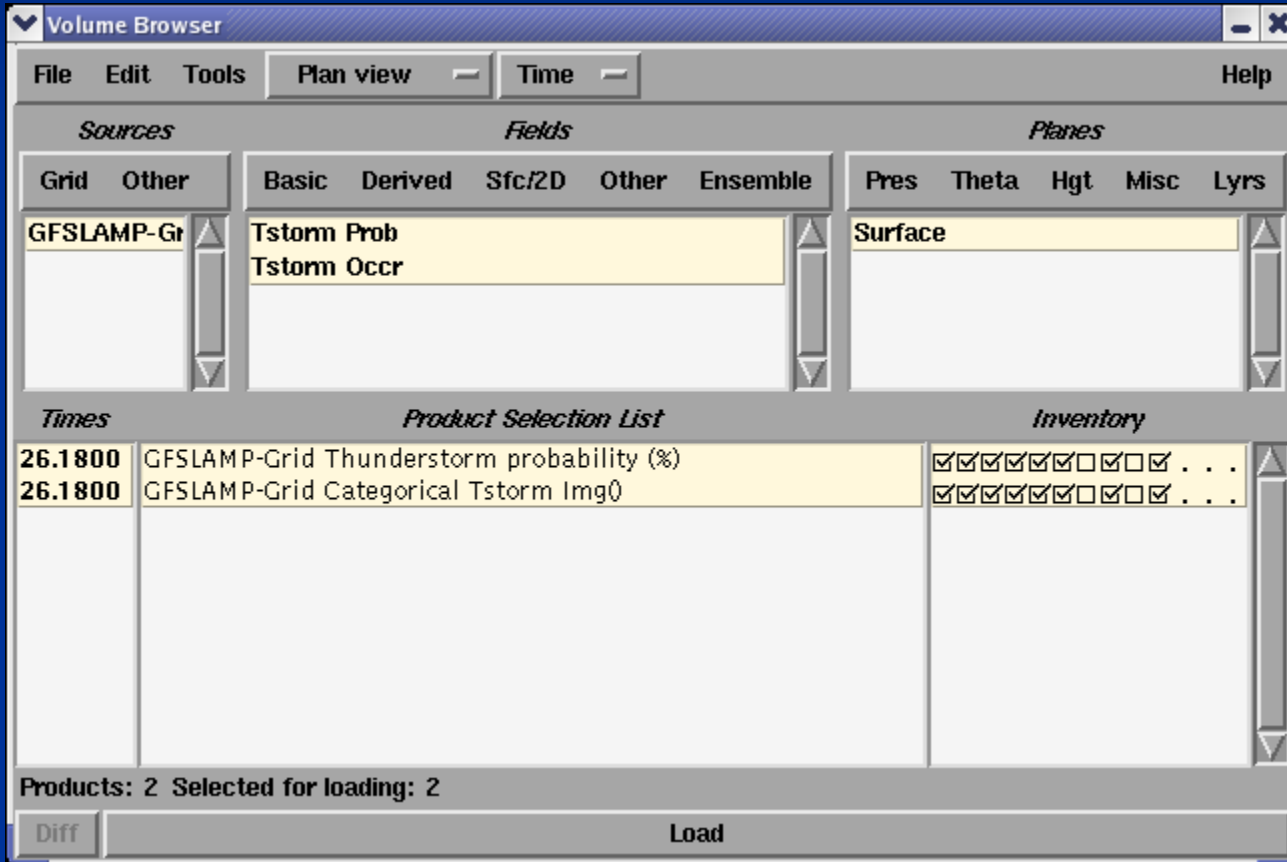 Volume Browser
File Edit Tools Plan view Time Help
Sources Fields Planes
Grid Other Basic Derived Sfc/2D Other Ensemble Pres Theta Hgt Misc Lyrs
GFSLAMP-Gr Tstorm Prob Surface
Tstorm Occr
Times Product Selection List Inventory
26.1800 GFSLAMP-Grid Thunderstorm probability (%) ☑☑☑☑☑☑☐☑☐☑ . . .
26.1800 GFSLAMP-Grid Categorical Tstorm Img() ☑☑☑☑☑☑☐☑☐☑ . . .
Products: 2 Selected for loading: 2
Diff Load